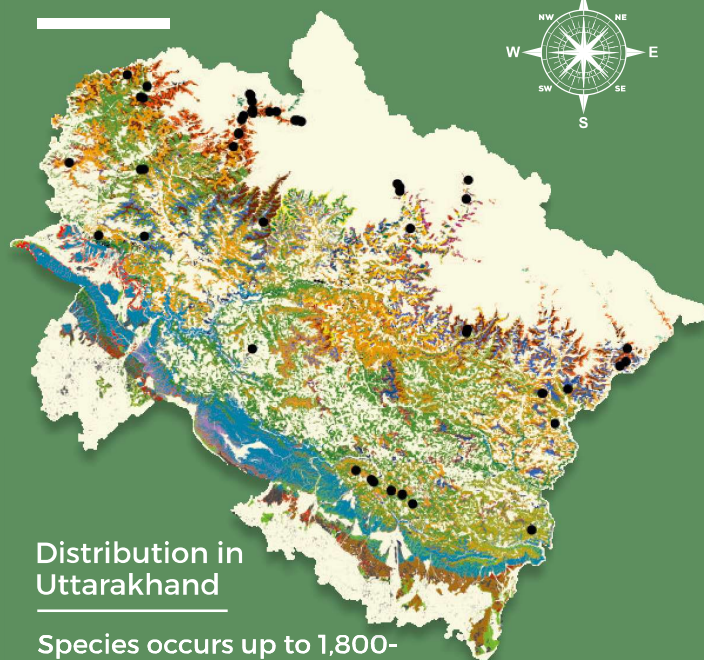 NW
NE
W
E
SW
SE
S
Distribution in
Uttarakhand
Species occurs up to 1,800-